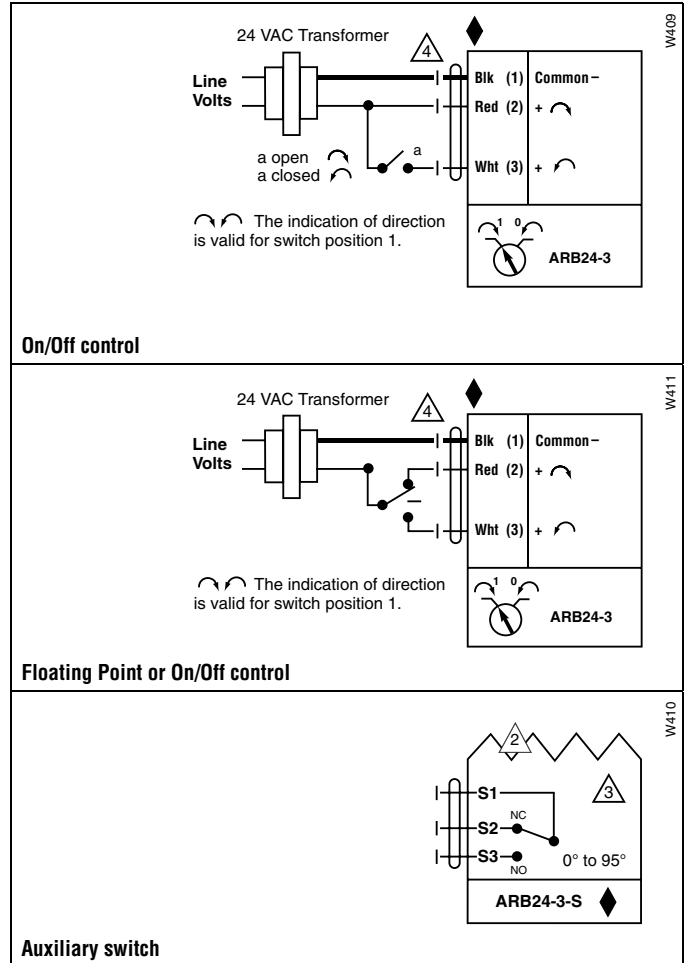 W409
24 VAC Transformer
4
Line
Volts
Blk (1) Common –
Red (2) +
a
a open
a closed
Wht (3) +
The indication of direction
is valid for switch position 1.
1 0
ARB24-3
On/Off control
W411
24 VAC Transformer
4
Line
Volts
Blk (1) Common –
Red (2) +
Wht (3) +
The indication of direction
is valid for switch position 1.
1 0
ARB24-3
Floating Point or On/Off control
W410
2
3
S1
NC
S2
S3
NO
0° to 95°
ARB24-3-S
Auxiliary switch